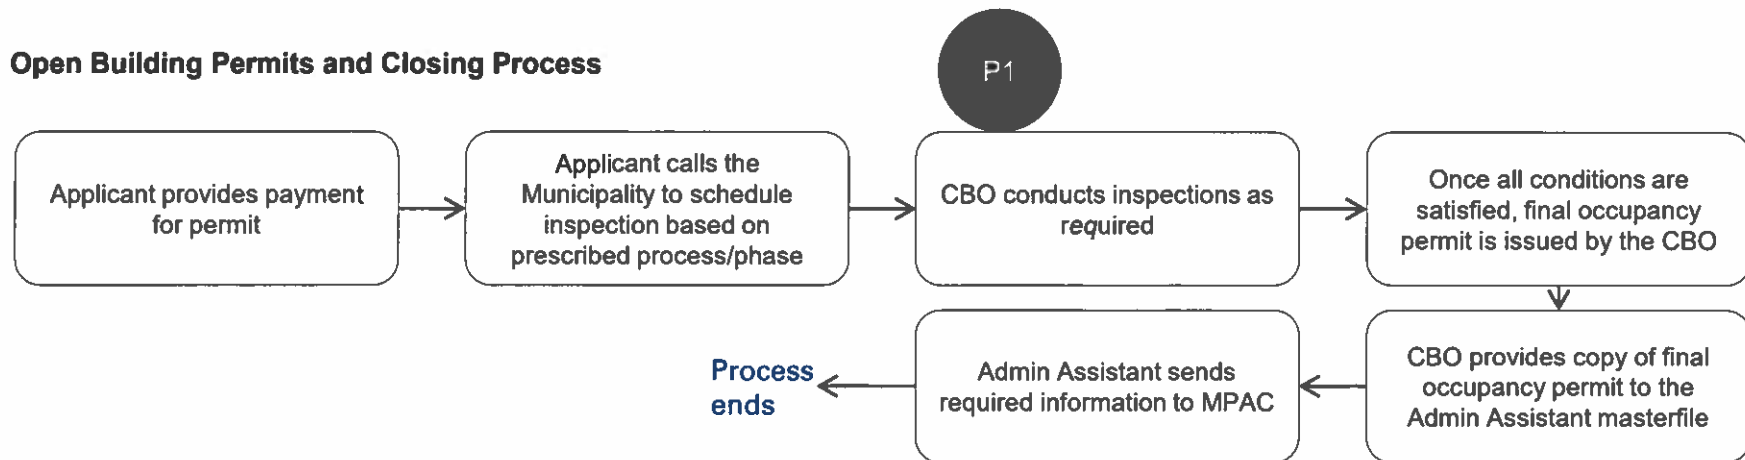 Open Building Permits and Closing Process
P1
Applicant provides payment
for permit
Applicant calls the
Municipality to schedule
inspection based on
prescribed process/phase
CBO conducts inspections as
required
Once all conditions are
satisfied, final occupancy
permit is issued by the CBO
CBO provides copy of final
occupancy permit to the
Admin Assistant masterfile
Admin Assistant sends
required information to MPAC
Process
ends